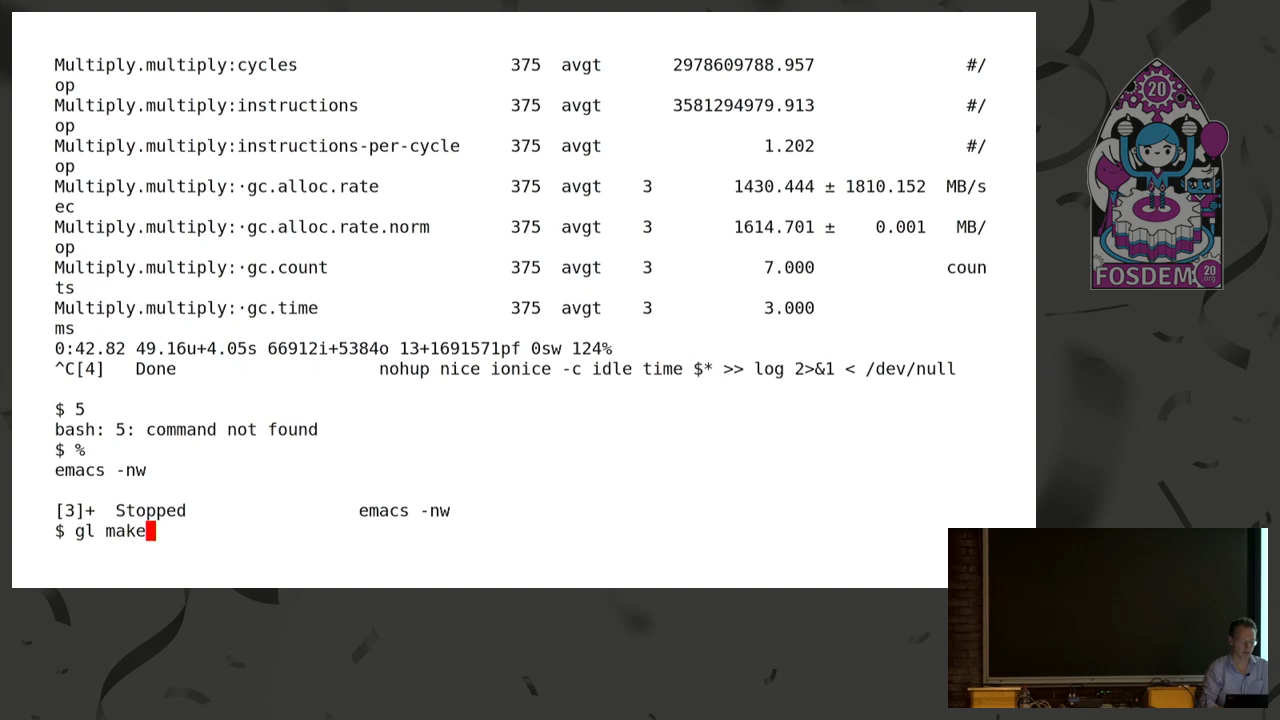 Multiply.multiply:cycles 375 avgt 2978609788.957 #/
op
Multiply.multiply:instructions 375 avgt 3581294979.913 #/
op
Multiply.multiply:instructions-per-cycle 375 avgt 1.202 #/
op
Multiply.multiply:·gc.alloc.rate 375 avgt 3 1430.444 ± 1810.152 MB/s
ec
Multiply.multiply:·gc.alloc.rate.norm 375 avgt 3 1614.701 ± 0.001 MB/
op
Multiply.multiply:·gc.count 375 avgt 3 7.000 coun
ts
Multiply.multiply:·gc.time 375 avgt 3 3.000
ms
0:42.82 49.16u+4.05s 66912i+5384o 13+1691571pf 0sw 124%
^C[4] Done nohup nice ionice -c idle time $* >> log 2>&1 < /dev/null
$ 5
bash: 5: command not found
$ %
emacs -nw
[3]+ Stopped emacs -nw
$ gl make
20
FOSDEM
20
.org